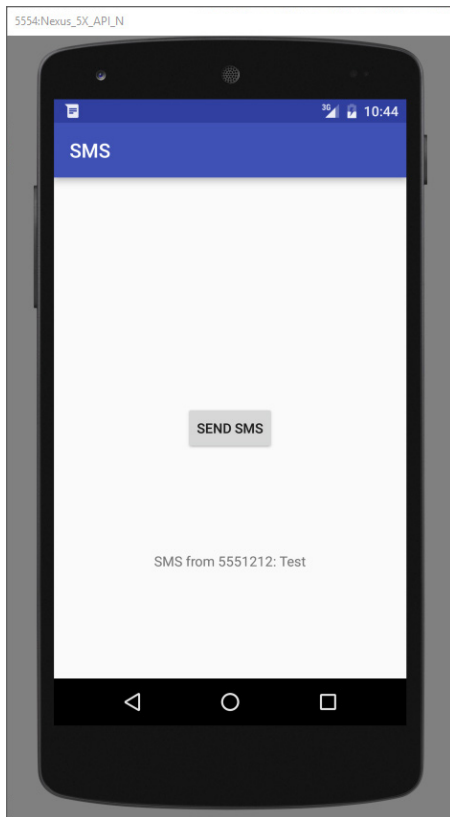 5554:Nexus_5X_API_N
3G 10:44
SMS
SEND SMS
SMS from 5551212: Test